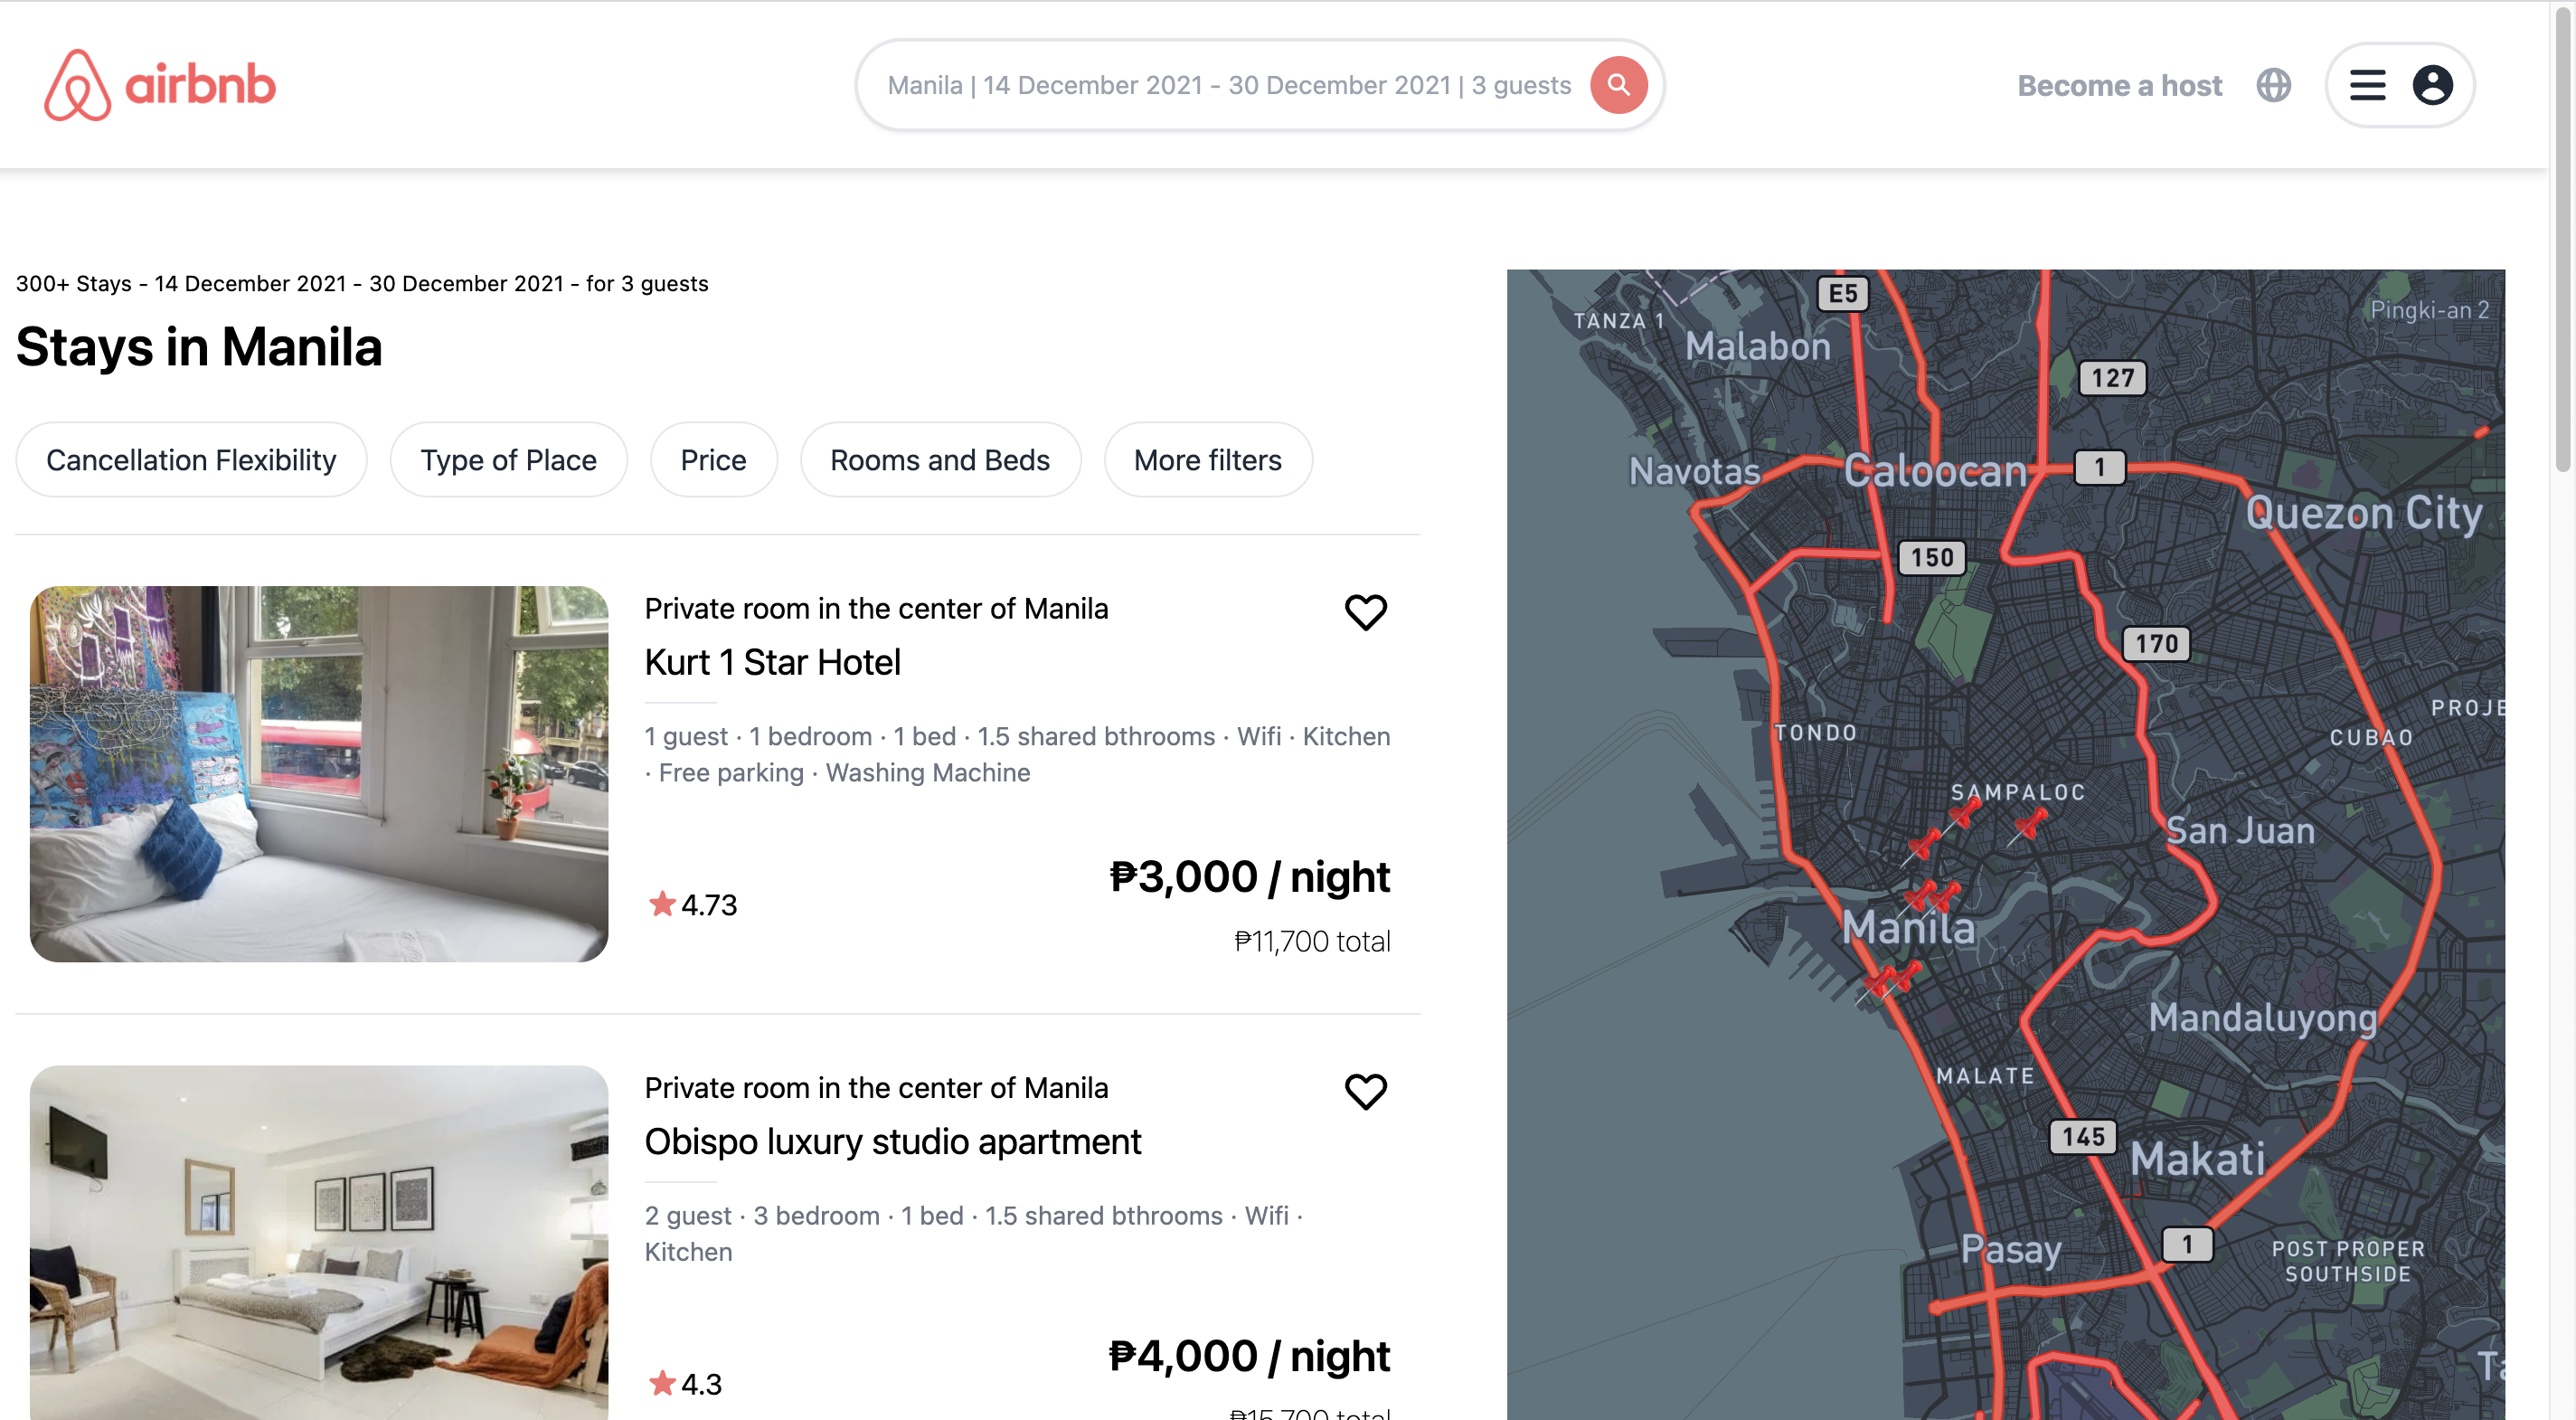 airbnb
Manila | 14 December 2021 - 30 December 2021 | 3 guests
Become a host
300+ Stays - 14 December 2021 - 30 December 2021 - for 3 guests
Stays in Manila
Cancellation Flexibility
Type of Place
Price
Rooms and Beds
More filters
Private room in the center of Manila
Kurt 1 Star Hotel
1 guest · 1 bedroom · 1 bed · 1.5 shared bthrooms · Wifi · Kitchen
· Free parking · Washing Machine
4.73
₱3,000 / night
₱11,700 total
Private room in the center of Manila
Obispo luxury studio apartment
2 guest · 3 bedroom · 1 bed · 1.5 shared bthrooms · Wifi ·
Kitchen
4.3
₱4,000 / night
₱15,700 total
E5
Pingki-an 2
TANZA 1
Malabon
127
Navotas
Caloocan
1
Quezon City
150
170
PROJE
TONDO
CUBAO
SAMPALOC
San Juan
Manila
Mandaluyong
MALATE
145
Makati
Pasay
1
POST PROPER
SOUTHSIDE
Ta